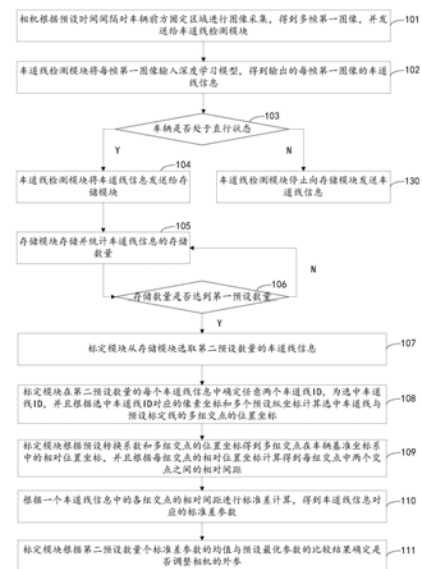 相机根据预设时间间隔对车辆前方固定区域进行图像采集，得到多帧第一图像，并发
送给车道线检测模块
101
车道线检测模块将每帧第一图像输入深度学习模型，得到输出的每帧第一图像的车道
线信息
102
103
车辆是否处于直行状态
Y
N
104
车道线检测模块将车道线信息发送给存
储模块
车道线检测模块停止向存储模块发送车
道线信息
130
105
存储模块存储并统计车道线信息的存储
数量
N
106
存储数量是否达到第一预设数量
Y
标定模块从存储模块选取第二预设数量的车道线信息
107
标定模块在第二预设数量的每个车道线信息中确定任意两个车道线ID，为选中车道
线ID，并且根据选中车道线ID对应的像素坐标和多个预设纵坐标计算选中车道线与
预设标定线的多组交点的位置坐标
108
标定模块根据预设转换系数和多组交点的位置坐标得到多组交点在车辆基准坐标系
中的相对位置坐标，并且根据每组交点的相对位置坐标计算得到每组交点中两个交
点之间的相对间距
109
根据一个车道线信息中的各组交点的相对间距进行标准差计算，得到车道线信息对
应的标准差参数
110
标定模块根据第二预设数量个标准差参数的均值与预设最优参数的比较结果确定是
否调整相机的外参
111